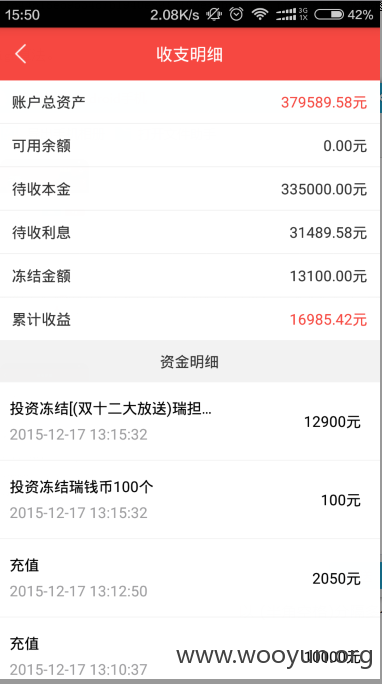 15:50 2.08K/s 3G 1X 42%
收支明细
账户总资产 379589.58元
可用余额 0.00元
待收本金 335000.00元
待收利息 31489.58元
冻结金额 13100.00元
累计收益 16985.42元
资金明细
投资冻结[(双十二大放送)瑞担... 12900元
2015-12-17 13:15:32
投资冻结瑞钱币100个 100元
2015-12-17 13:15:32
充值 2050元
2015-12-17 13:12:50
充值 10000元
2015-12-17 13:10:37
www.wooyun.org